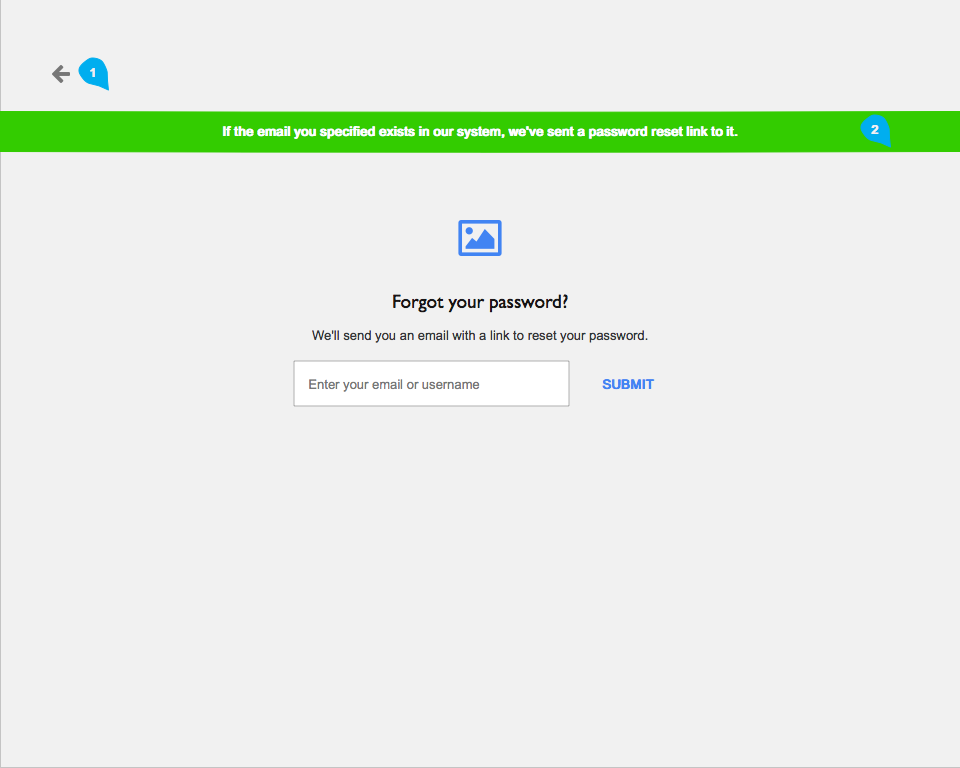 1
If the email you specified exists in our system, we've sent a password reset link to it.
2
Forgot your password?
We'll send you an email with a link to reset your password.
Enter your email or username
SUBMIT